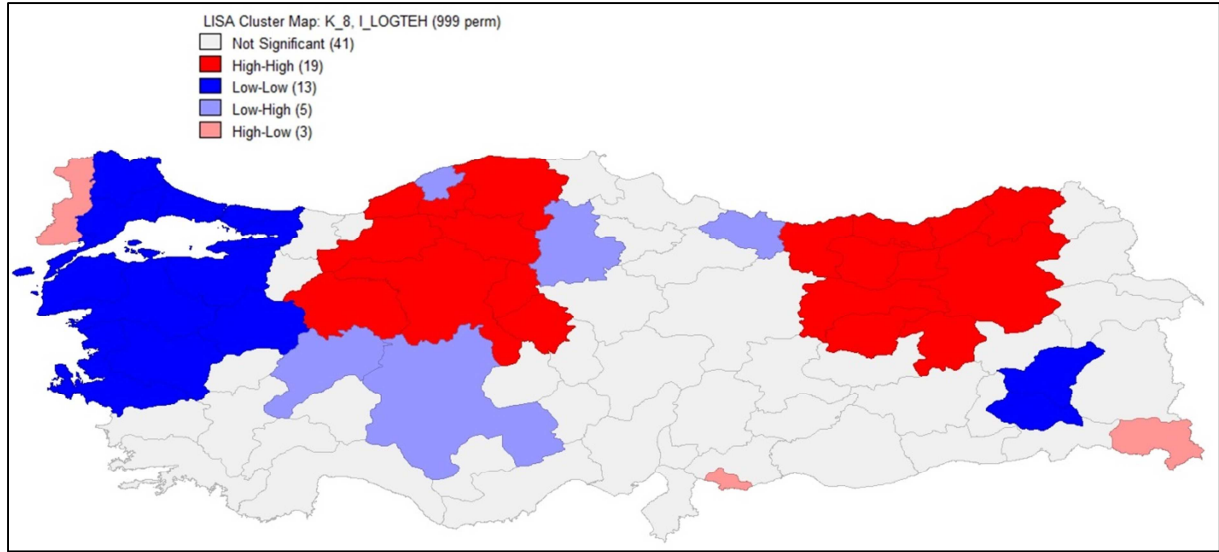 LISA Cluster Map: K_8, I_LOGTEH (999 perm)
Not Significant (41)
High-High (19)
Low-Low (13)
Low-High (5)
High-Low (3)